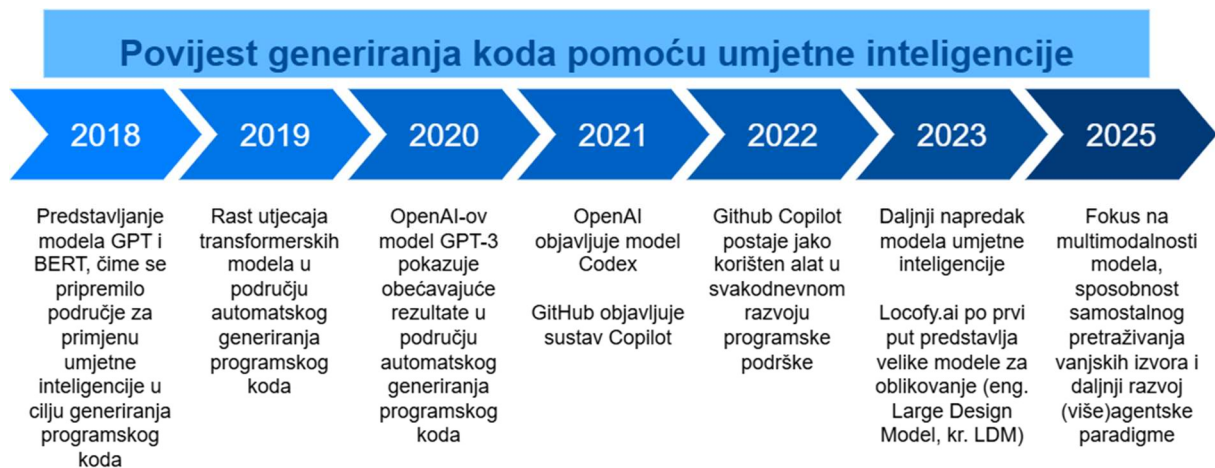 Povijest generiranja koda pomoću umjetne inteligencije
2018
Predstavljanje
modela GPT i
BERT, čime se
pripremilo
područje za
primjenu
umjetne
inteligencije u
cilju generiranja
programskog
koda
2019
Rast utjecaja
transformerskih
modela u
području
automatskog
generiranja
programskog
koda
2020
OpenAI-ov
model GPT-3
pokazuje
obećavajuće
rezultate u
području
automatskog
generiranja
programskog
koda
2021
OpenAI
objavljuje model
Codex
GitHub objavljuje
sustav Copilot
2022
Github Copilot
postaje jako
korišten alat u
svakodnevnom
razvoju
programske
podrške
2023
Daljnji napredak
modela umjetne
inteligencije
Locofy.ai po prvi
put predstavlja
velike modele za
oblikovanje (eng.
Large Design
Model, kr. LDM)
2025
Fokus na
multimodalnosti
modela,
sposobnost
samostalnog
pretraživanja
vanjskih izvora i
daljnji razvoj
(više)agentske
paradigme